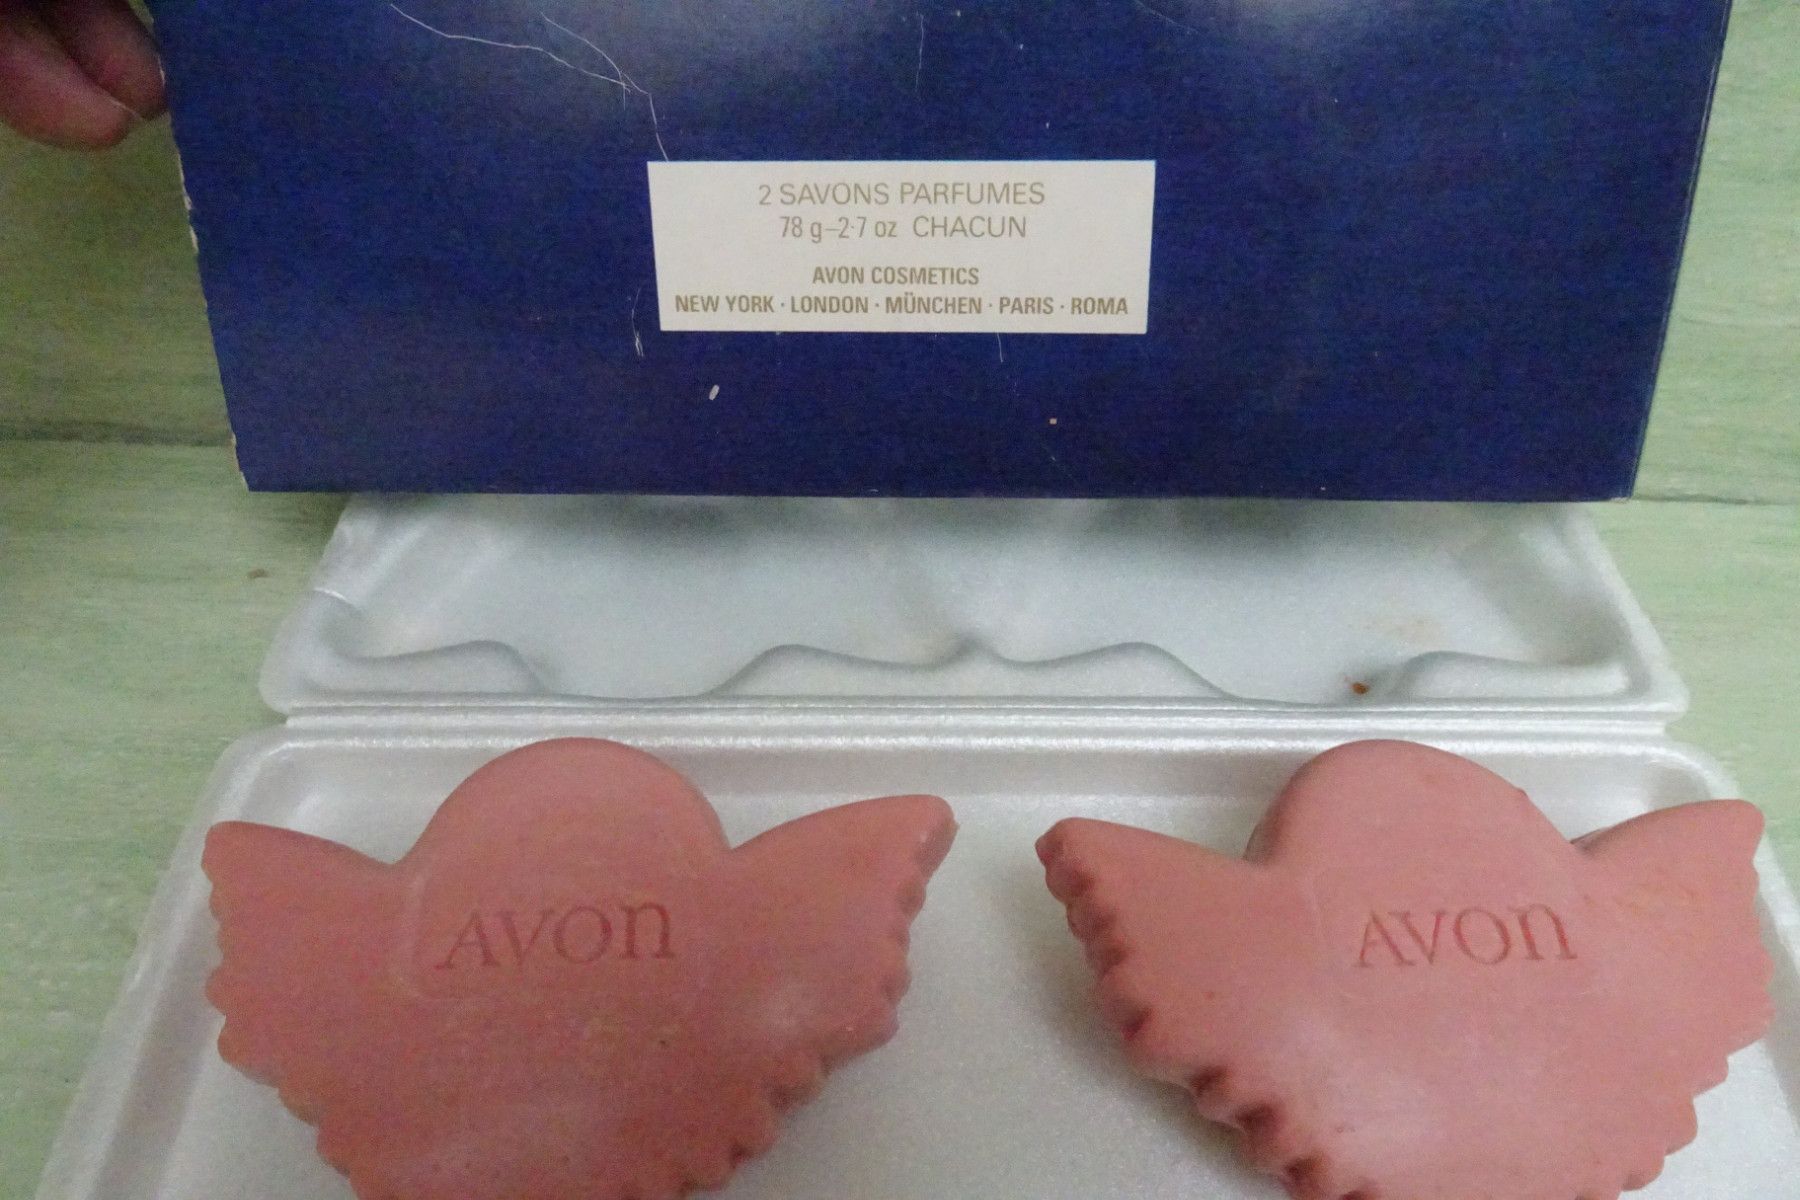 2 SAVONS PARFUMES
78 g–2·7 oz CHACUN
AVON COSMETICS
NEW YORK · LONDON · MÜNCHEN · PARIS · ROMA
AVON
AVON